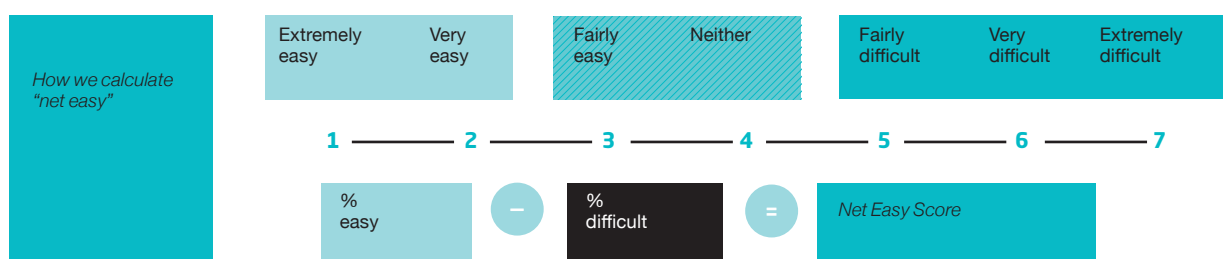 How we calculate
"net easy"
Extremely
easy
Very
easy
Fairly
easy
Neither
Fairly
difficult
Very
difficult
Extremely
difficult
1
2
3
4
5
6
7
%
easy
–
%
difficult
=
Net Easy Score